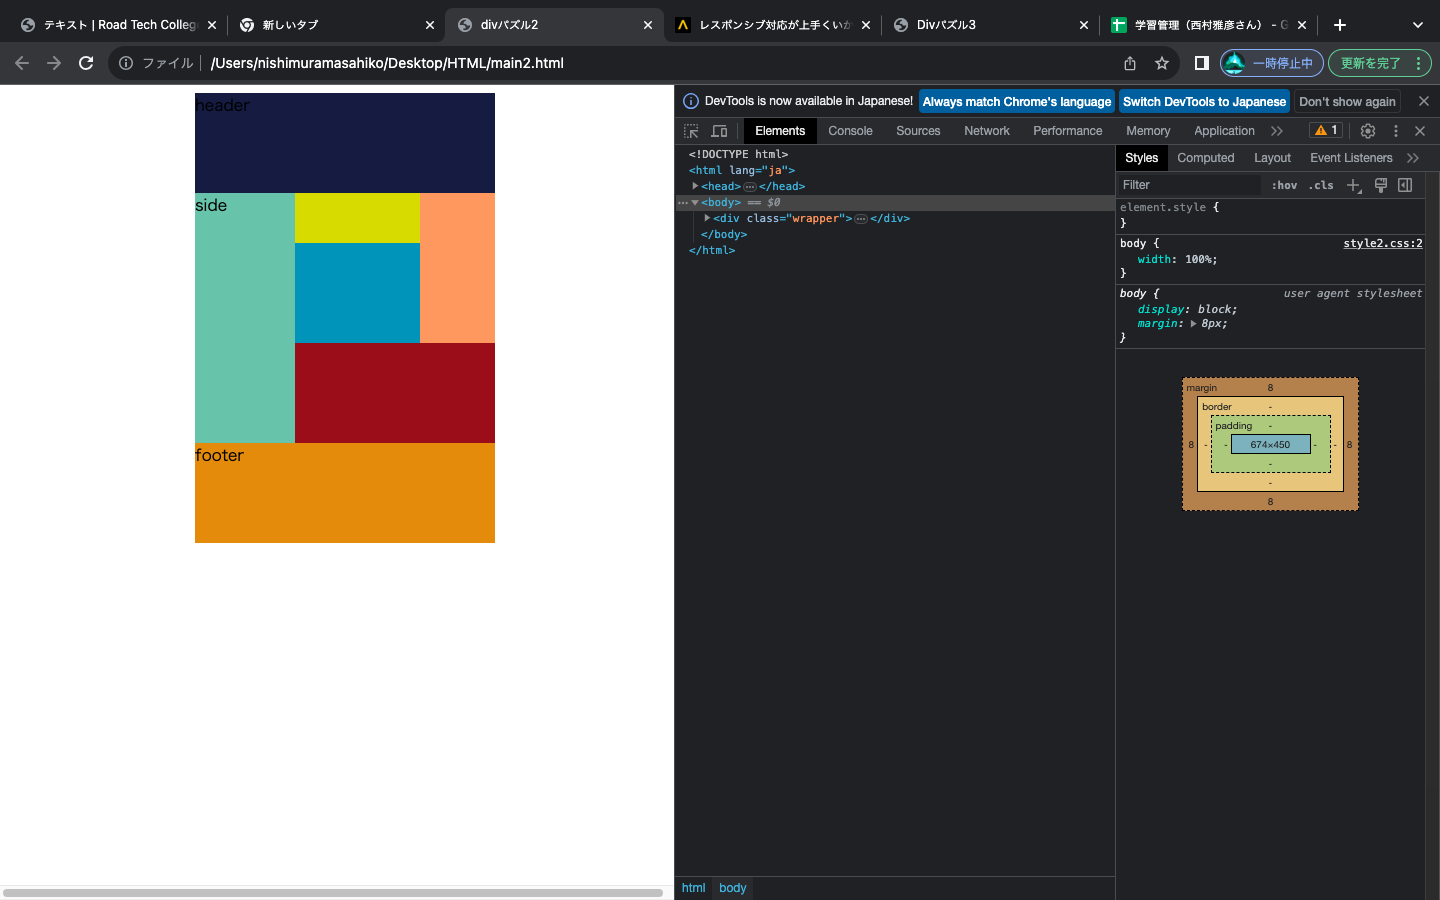 テキスト | Road Tech Colleg
新しいタブ
divパズル2
レスポンシブ対応が上手くいか
Divパズル3
学習管理（西村雅彦さん） - G
ファイル
/Users/nishimuramasahiko/Desktop/HTML/main2.html
一時停止中
更新を完了
header
side
footer
DevTools is now available in Japanese!
Always match Chrome's language
Switch DevTools to Japanese
Don't show again
Elements
Console
Sources
Network
Performance
Memory
Application
1
<!DOCTYPE html>
<html lang="ja">
<head>…</head>
<body> == $0
<div class="wrapper">…</div>
</body>
</html>
html
body
Styles
Computed
Layout
Event Listeners
Filter
:hov
.cls
element.style {
}
body {
style2.css:2
width: 100%;
}
body {
user agent stylesheet
display: block;
margin: 8px;
}
margin
8
border
-
padding
-
8
-
-
674×450
-
-
8
-
-
8